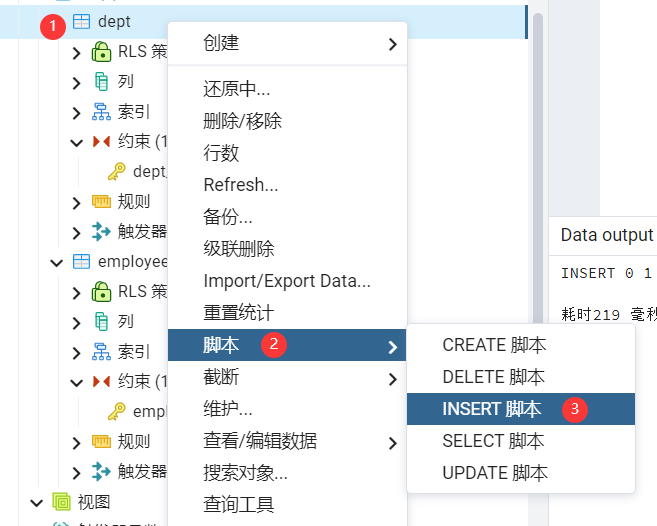 1
dept
RLS 策
列
索引
约束 (1
dept
规则
触发器
employee
RLS 策
列
索引
约束 (1
emp
规则
触发器
视图
创建
还原中...
删除/移除
行数
Refresh...
备份...
级联删除
Import/Export Data...
重置统计
脚本
2
截断
维护...
查看/编辑数据
搜索对象...
查询工具
CREATE 脚本
DELETE 脚本
INSERT 脚本
3
SELECT 脚本
UPDATE 脚本
Data output
INSERT 0 1
耗时219 毫秒